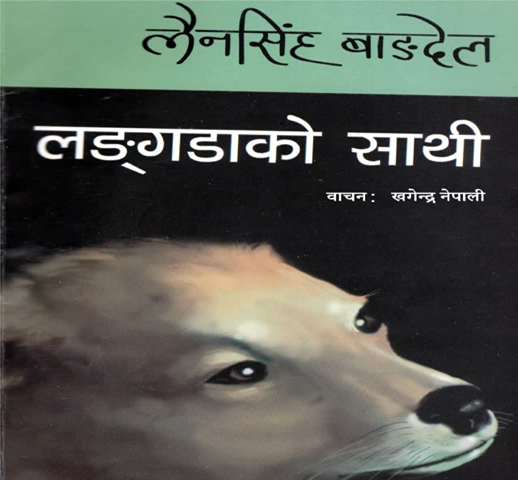 लैनसिंह बाङदेल
लङ्गडाको साथी
वाचन : खगेन्द्र नेपाली